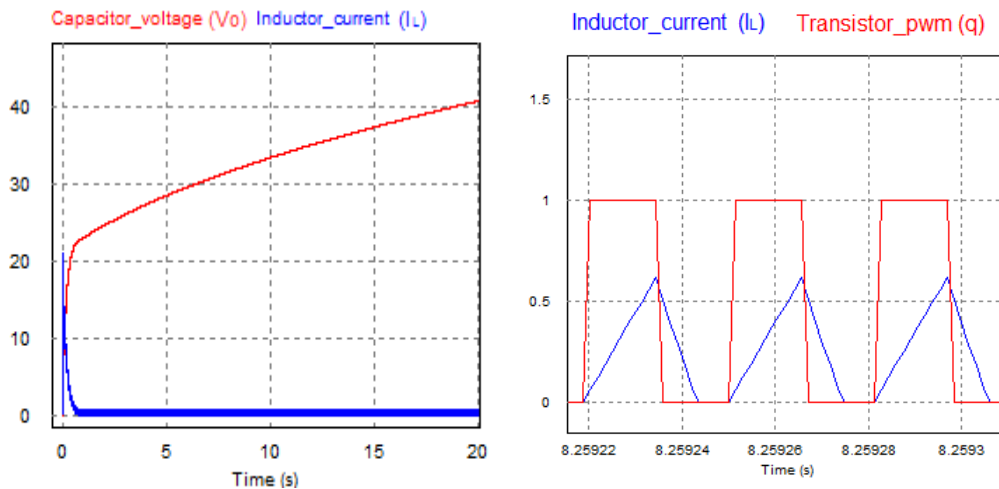 Capacitor_voltage (Vo) Inductor_current (IL)
40
30
20
10
0
0 5 10 15 20
Time (s)
Inductor_current (IL) Transistor_pwm (q)
1.5
1
0.5
0
8.25922 8.25924 8.25926 8.25928 8.2593
Time (s)